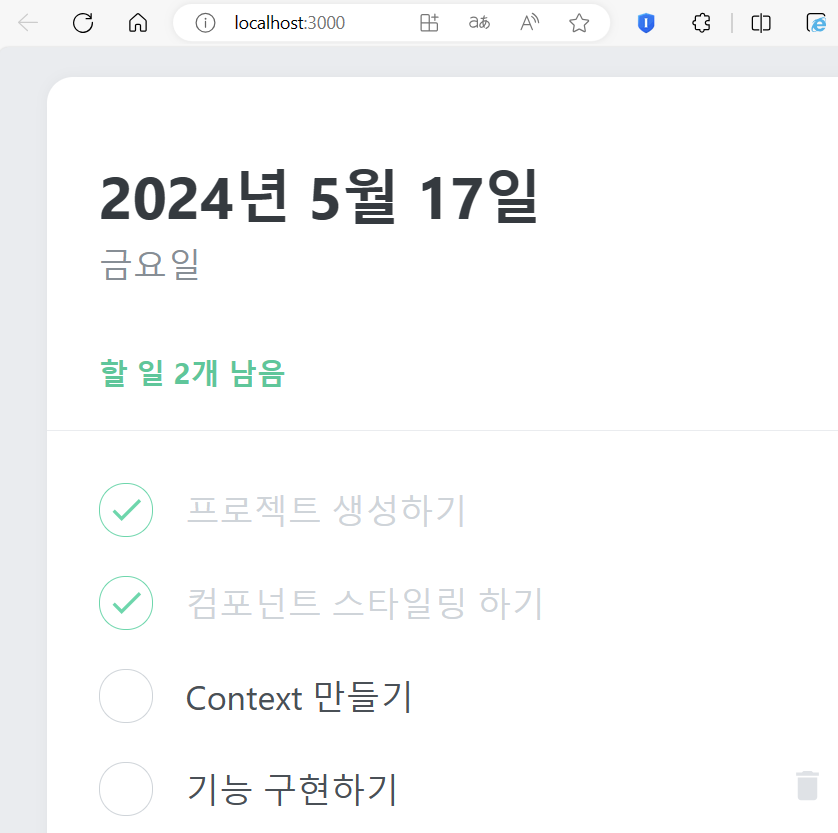 localhost:3000
2024년 5월 17일
금요일
할 일 2개 남음
프로젝트 생성하기
컴포넌트 스타일링 하기
Context 만들기
기능 구현하기